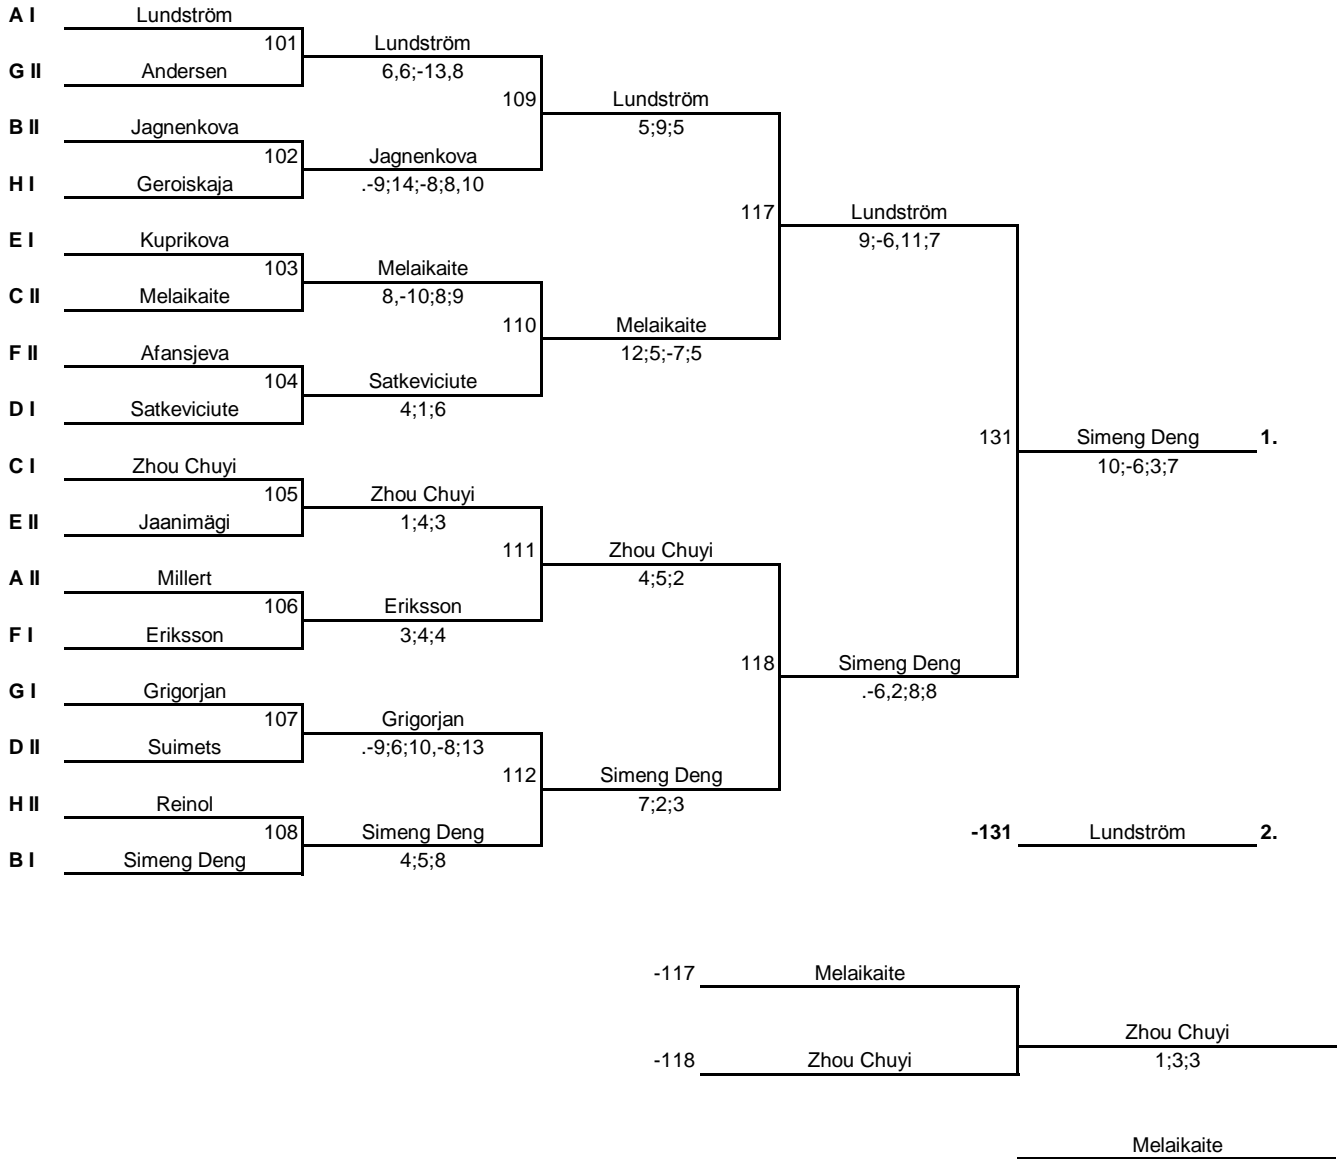 A I Lundström
101 Lundström
G II Andersen 6,6;-13,8
109 Lundström
B II Jagnenkova 5;9;5
102 Jagnenkova
H I Geroiskaja .-9;14;-8;8,10
117 Lundström
E I Kuprikova 9;-6,11;7
103 Melaikaite
C II Melaikaite 8,-10;8;9
110 Melaikaite
F II Afansjeva 12;5;-7;5
104 Satkeviciute
D I Satkeviciute 4;1;6
131 Simeng Deng 1.
C I Zhou Chuyi 10;-6;3;7
105 Zhou Chuyi
E II Jaanimägi 1;4;3
111 Zhou Chuyi
A II Millert 4;5;2
106 Eriksson
F I Eriksson 3;4;4
118 Simeng Deng
G I Grigorjan .-6,2;8;8
107 Grigorjan
D II Suimets .-9;6;10,-8;13
112 Simeng Deng
H II Reinol 7;2;3
108 Simeng Deng -131 Lundström 2.
B I Simeng Deng 4;5;8
-117 Melaikaite
Zhou Chuyi
-118 Zhou Chuyi 1;3;3
Melaikaite